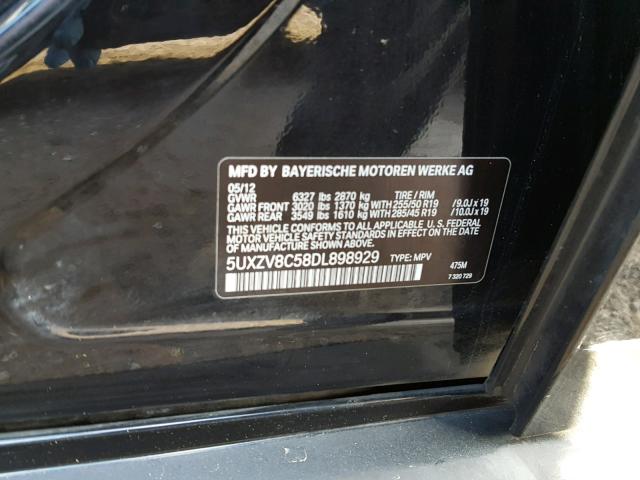 MFD BY BAYERISCHE MOTOREN WERKE AG
05/12
GVWR 6327 lbs 2870 kg TIRE / RIM
GAWR FRONT 3020 lbs 1370 kg WITH 255/50 R19 /9.0J x 19
GAWR REAR 3549 lbs 1610 kg WITH 285/45 R19 /10.0J x 19
THIS VEHICLE CONFORMS TO ALL APPLICABLE U. S. FEDERAL
MOTOR VEHICLE SAFETY STANDARDS IN EFFECT ON THE
DATE OF MANUFACTURE SHOWN ABOVE.
5UXZV8C58DL898929 TYPE: MPV 475M
7 320 729